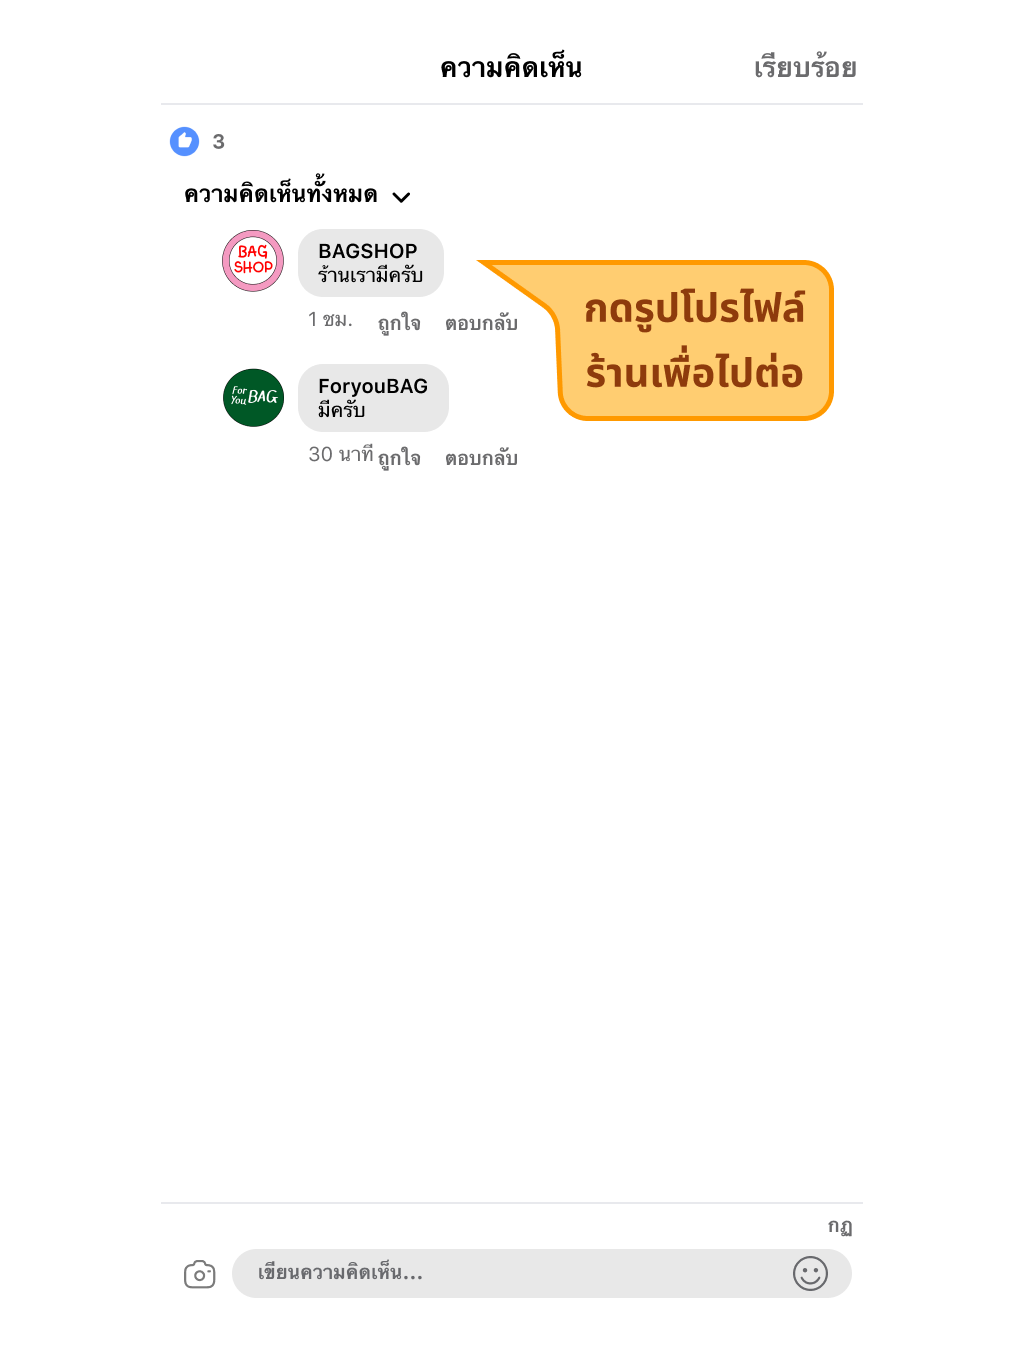 ความคิดเห็น
เรียบร้อย
3
ความคิดเห็นทั้งหมด
BAG
SHOP
BAGSHOP
ร้านเรามีครับ
1 ชม. ถูกใจ ตอบกลับ
กดรูปโปรไฟล์
ร้านเพื่อไปต่อ
For
You BAG
ForyouBAG
มีครับ
30 นาที ถูกใจ ตอบกลับ
กฏ
เขียนความคิดเห็น...